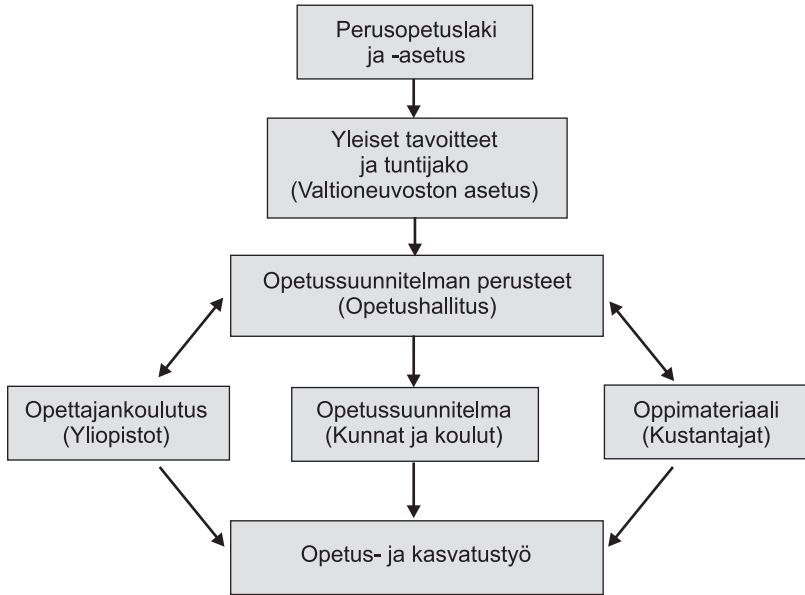 Perusopetuslaki
ja -asetus
Yleiset tavoitteet
ja tuntijako
(Valtioneuvoston asetus)
Opetussuunnitelman perusteet
(Opetushallitus)
Opettajankoulutus
(Yliopistot)
Opetussuunnitelma
(Kunnat ja koulut)
Oppimateriaali
(Kustantajat)
Opetus- ja kasvatustyö